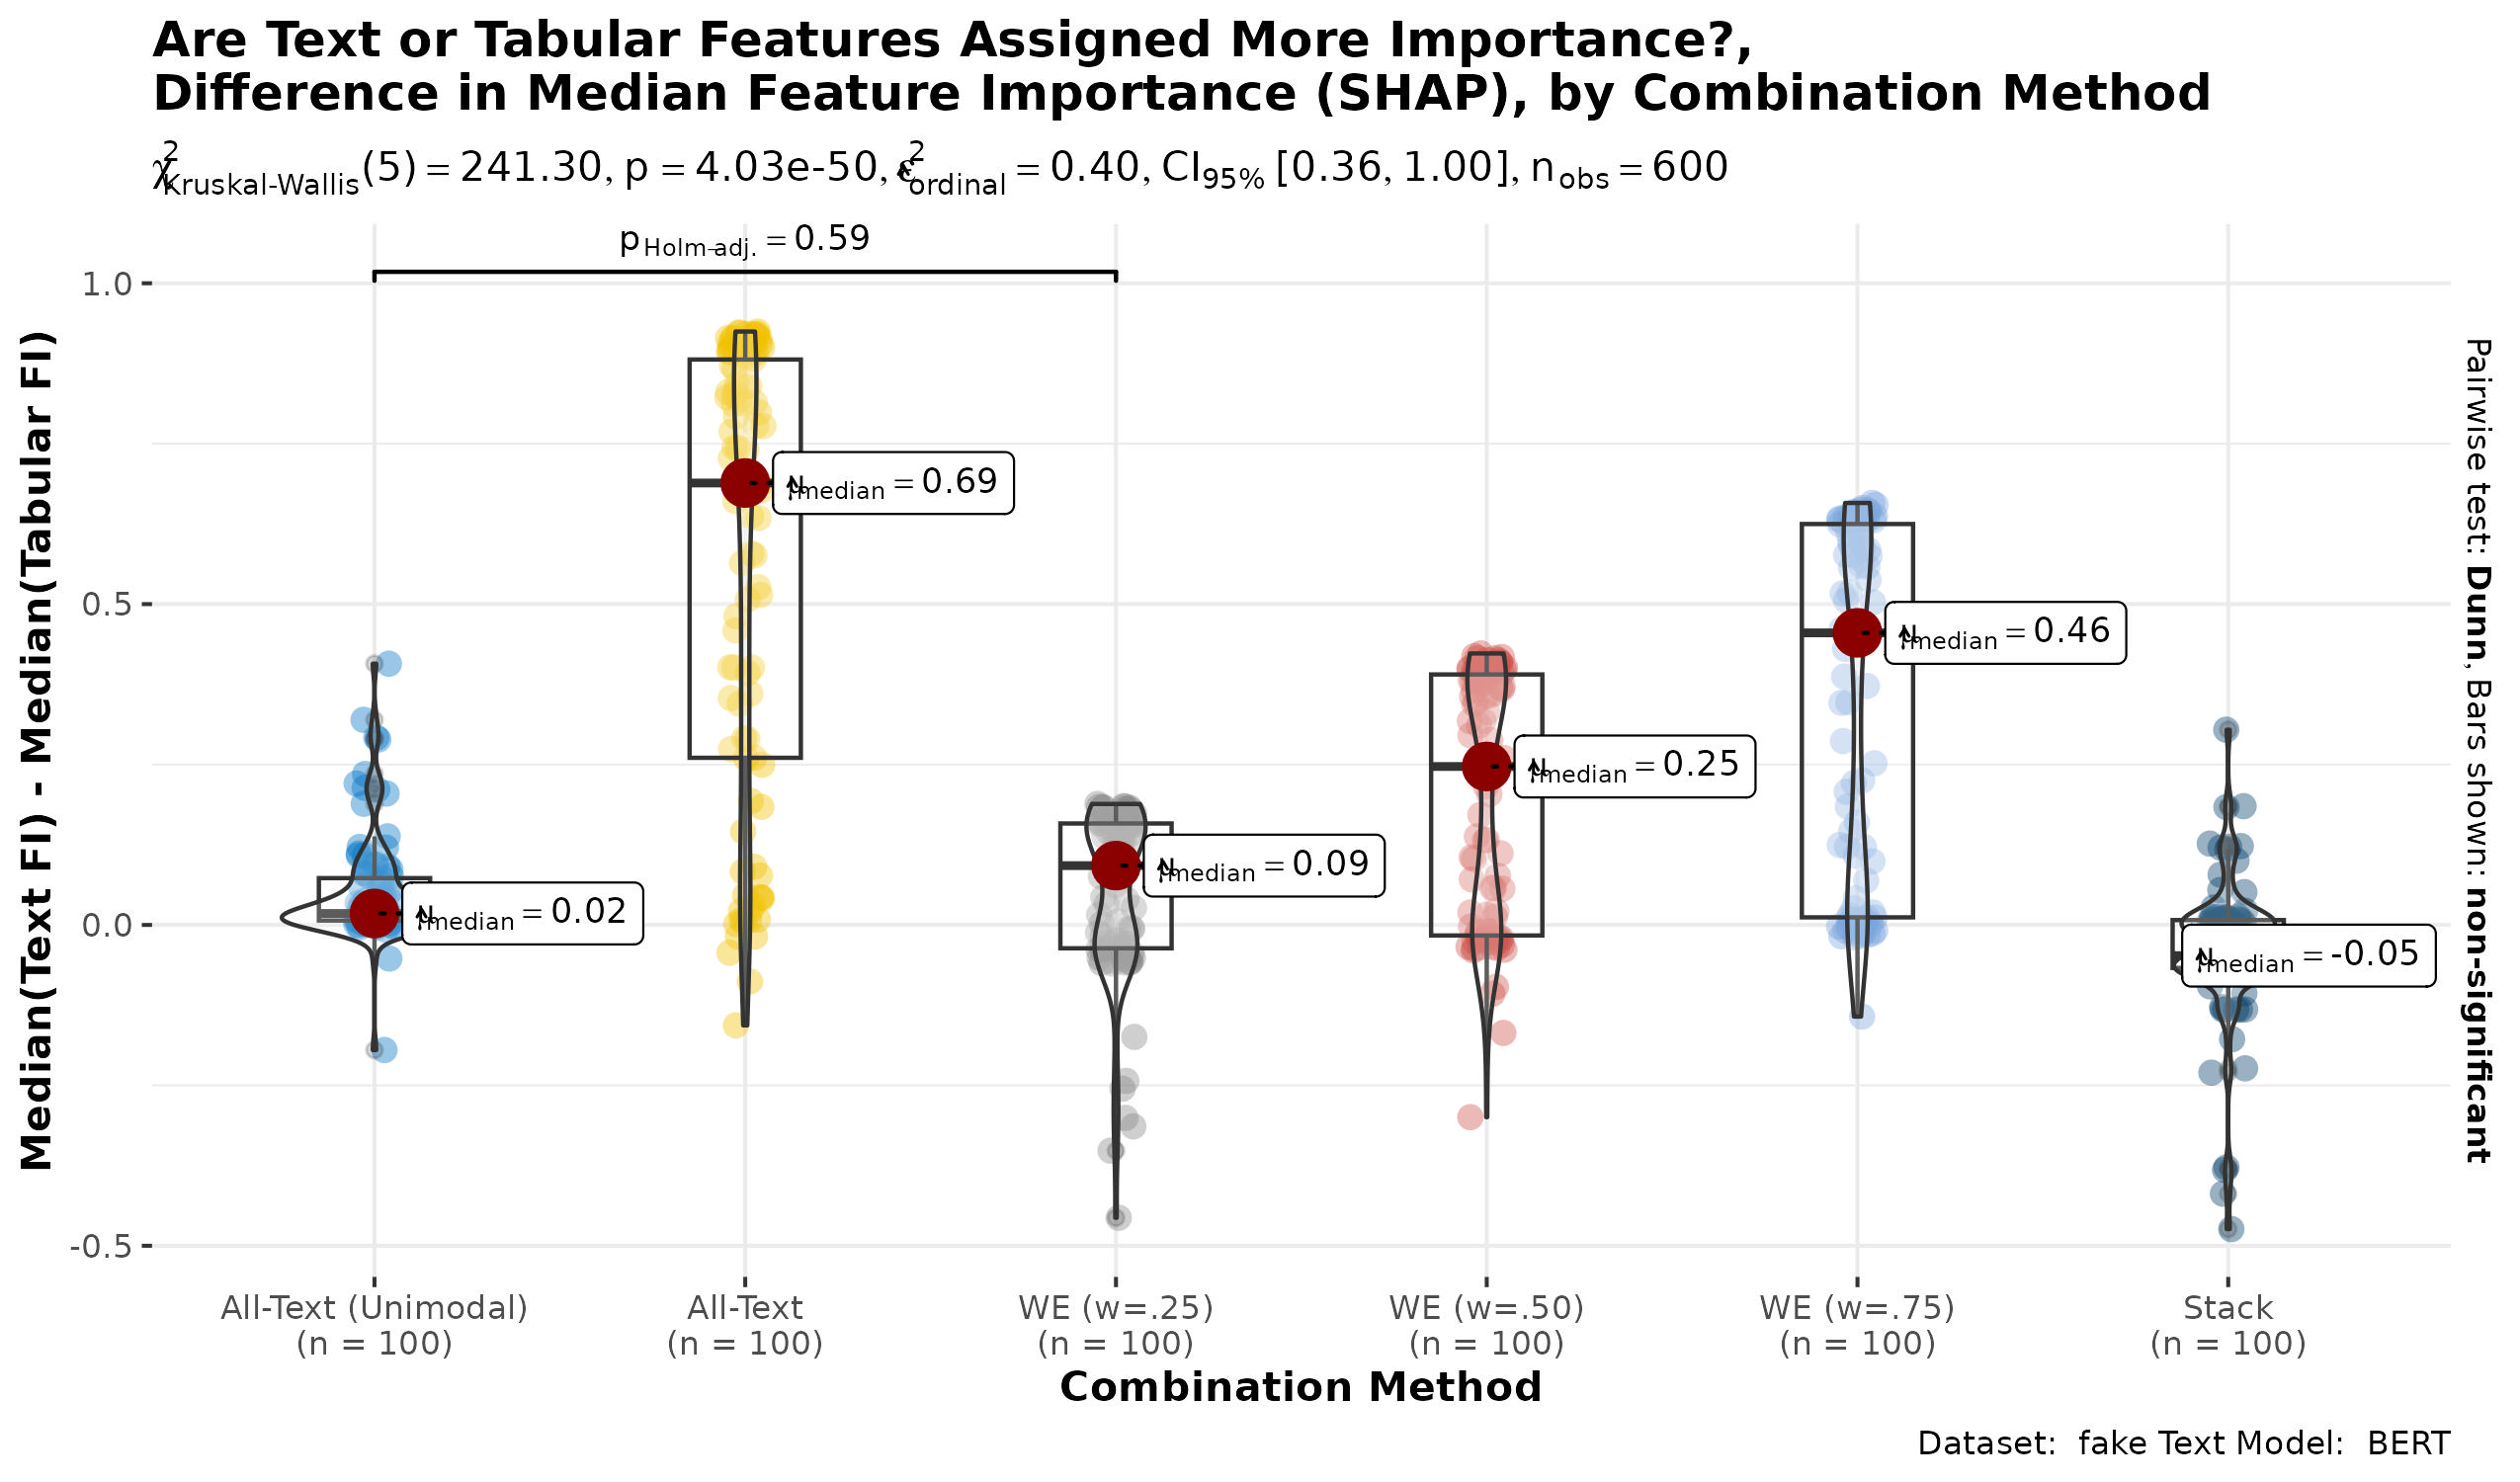 Are Text or Tabular Features Assigned More Importance?,
Difference in Median Feature Importance (SHAP), by Combination Method
χ²Kruskal-Wallis(5) = 241.30, p = 4.03e-50, ε̂²ordinal = 0.40, CI95% [0.36, 1.00], nobs = 600
pHolm-adj. = 0.59
1.0
0.5
0.0
-0.5
Median(Text FI) - Median(Tabular FI)
μ̂median = 0.02
μ̂median = 0.69
μ̂median = 0.09
μ̂median = 0.25
μ̂median = 0.46
μ̂median = -0.05
Pairwise test: Dunn, Bars shown: non-significant
All-Text (Unimodal)
(n = 100)
All-Text
(n = 100)
WE (w=.25)
(n = 100)
WE (w=.50)
(n = 100)
WE (w=.75)
(n = 100)
Stack
(n = 100)
Combination Method
Dataset:  fake Text Model:  BERT